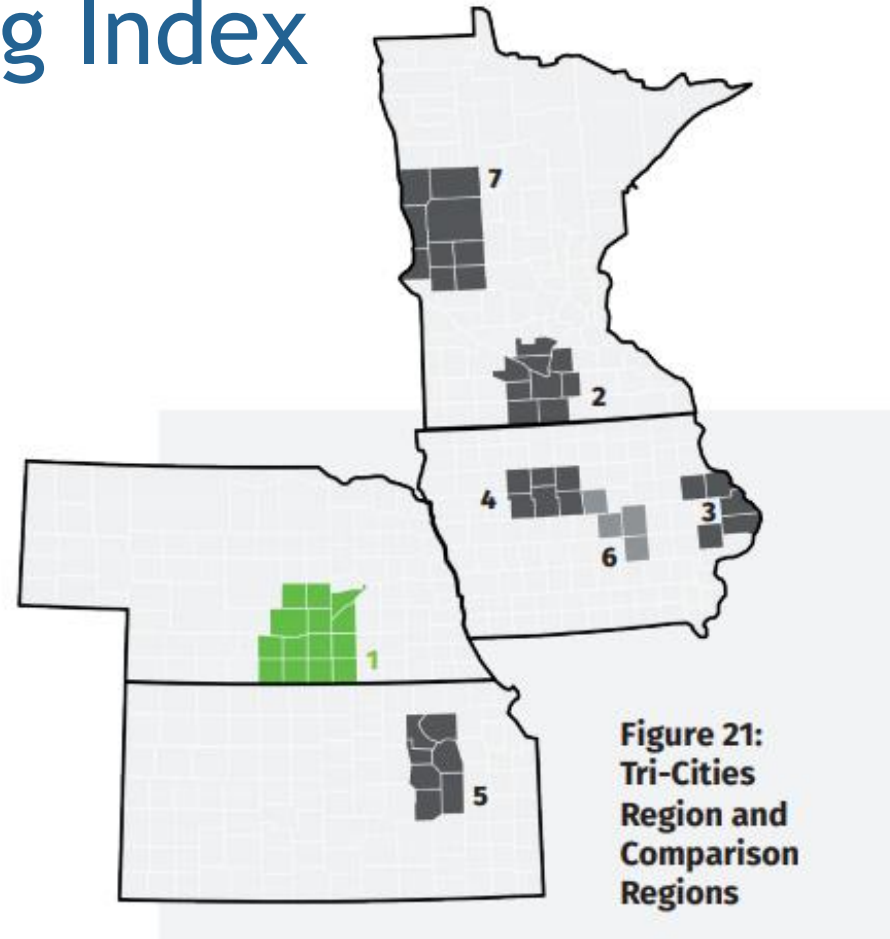 g Index
7
2
4
3
6
1
5
Figure 21:
Tri-Cities
Region and
Comparison
Regions